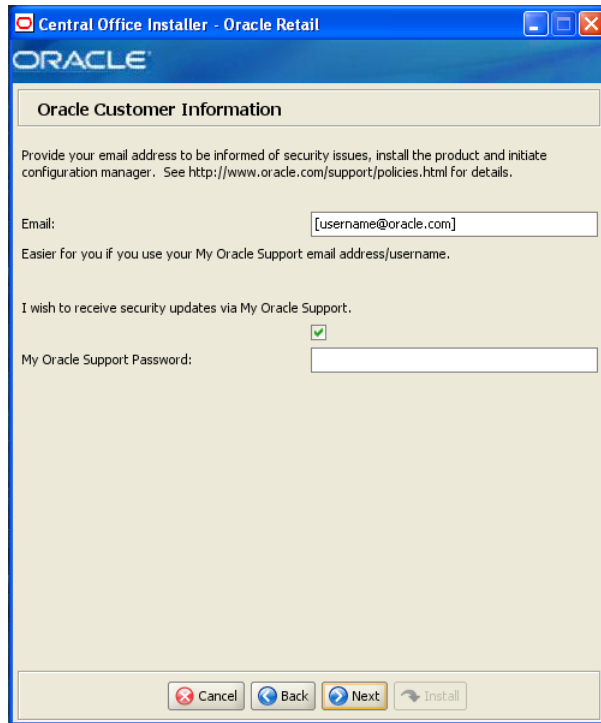 Central Office Installer - Oracle Retail
ORACLE
Oracle Customer Information
Provide your email address to be informed of security issues, install the product and initiate
configuration manager. See http://www.oracle.com/support/policies.html for details.
Email:
[username@oracle.com]
Easier for you if you use your My Oracle Support email address/username.
I wish to receive security updates via My Oracle Support.
My Oracle Support Password:
Cancel
Back
Next
Install